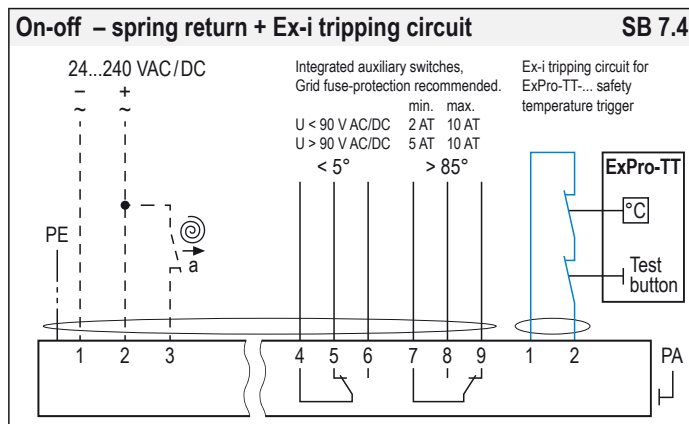 On-off – spring return + Ex-i tripping circuit SB 7.4
24...240 VAC/DC
– +
~ ~
Integrated auxiliary switches,
Grid fuse-protection recommended.
min. max.
U < 90 V AC/DC 2 AT 10 AT
U > 90 V AC/DC 5 AT 10 AT
< 5° > 85°
Ex-i tripping circuit for
ExPro-TT-... safety
temperature trigger
ExPro-TT
°C
Test
button
PE
a
1 2 3 4 5 6 7 8 9 1 2 PA